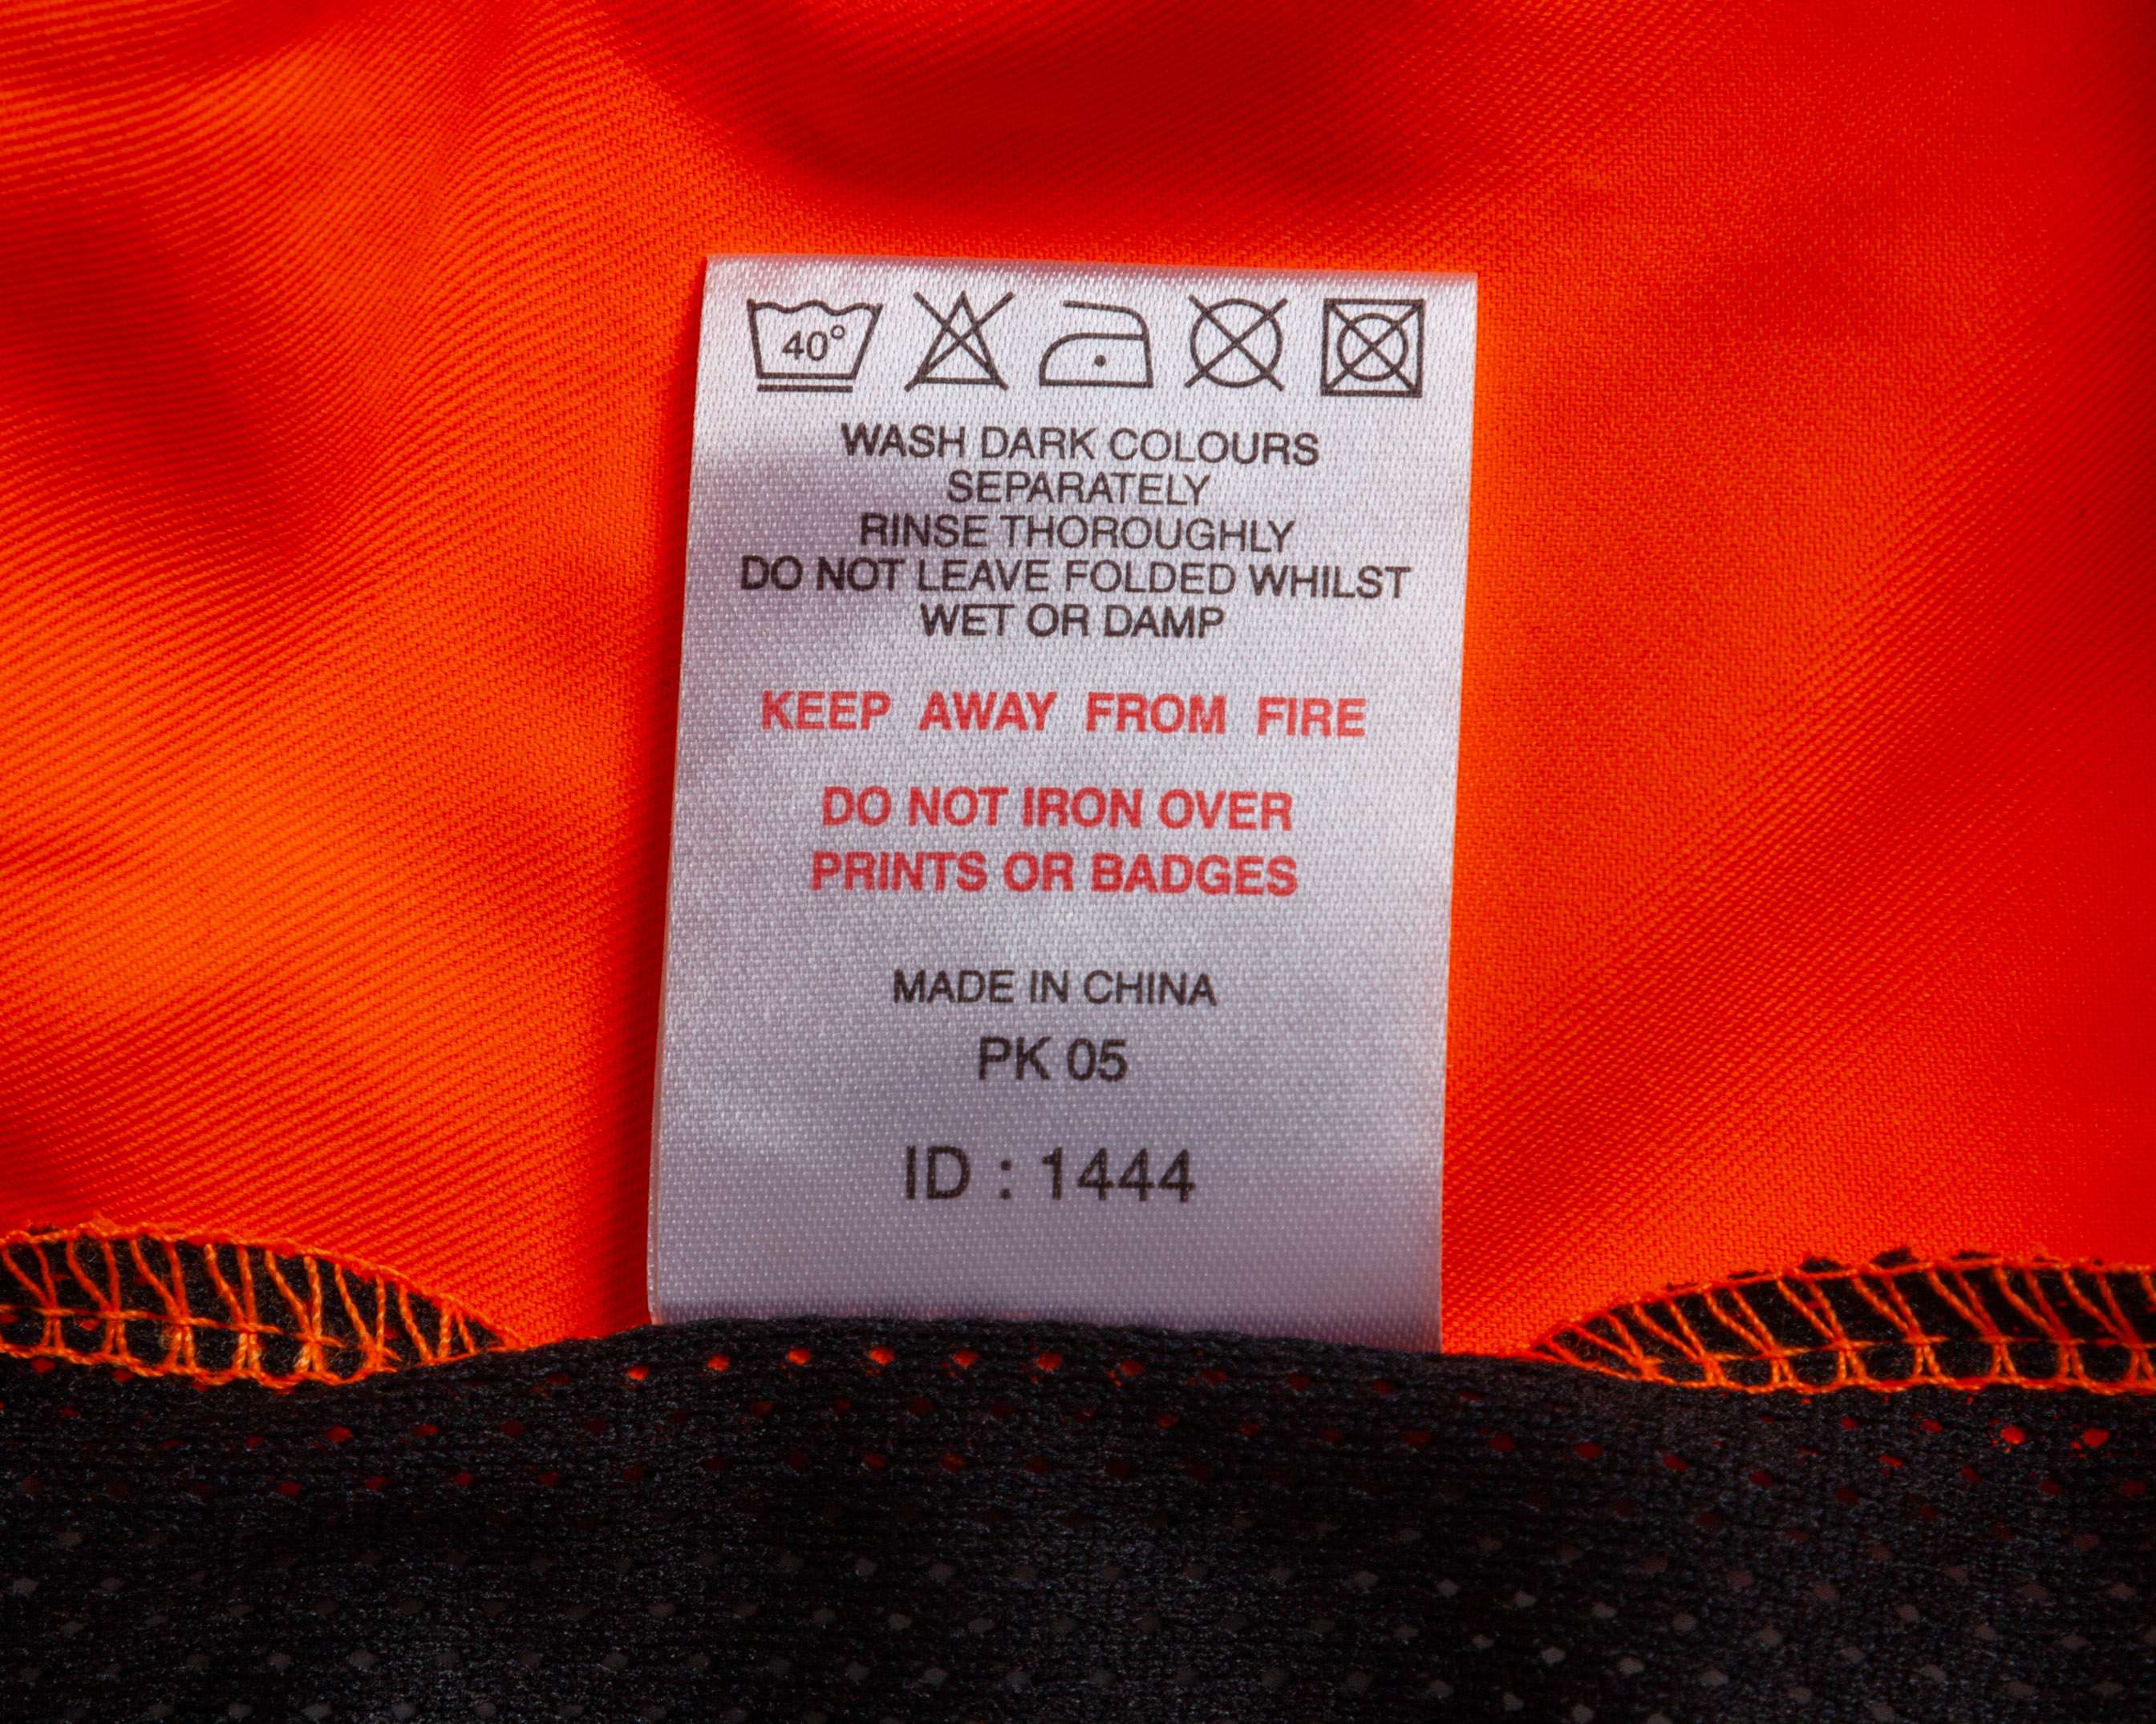 40°
WASH DARK COLOURS
SEPARATELY
RINSE THOROUGHLY
DO NOT LEAVE FOLDED WHILST
WET OR DAMP
KEEP AWAY FROM FIRE
DO NOT IRON OVER
PRINTS OR BADGES
MADE IN CHINA
PK 05
ID : 1444